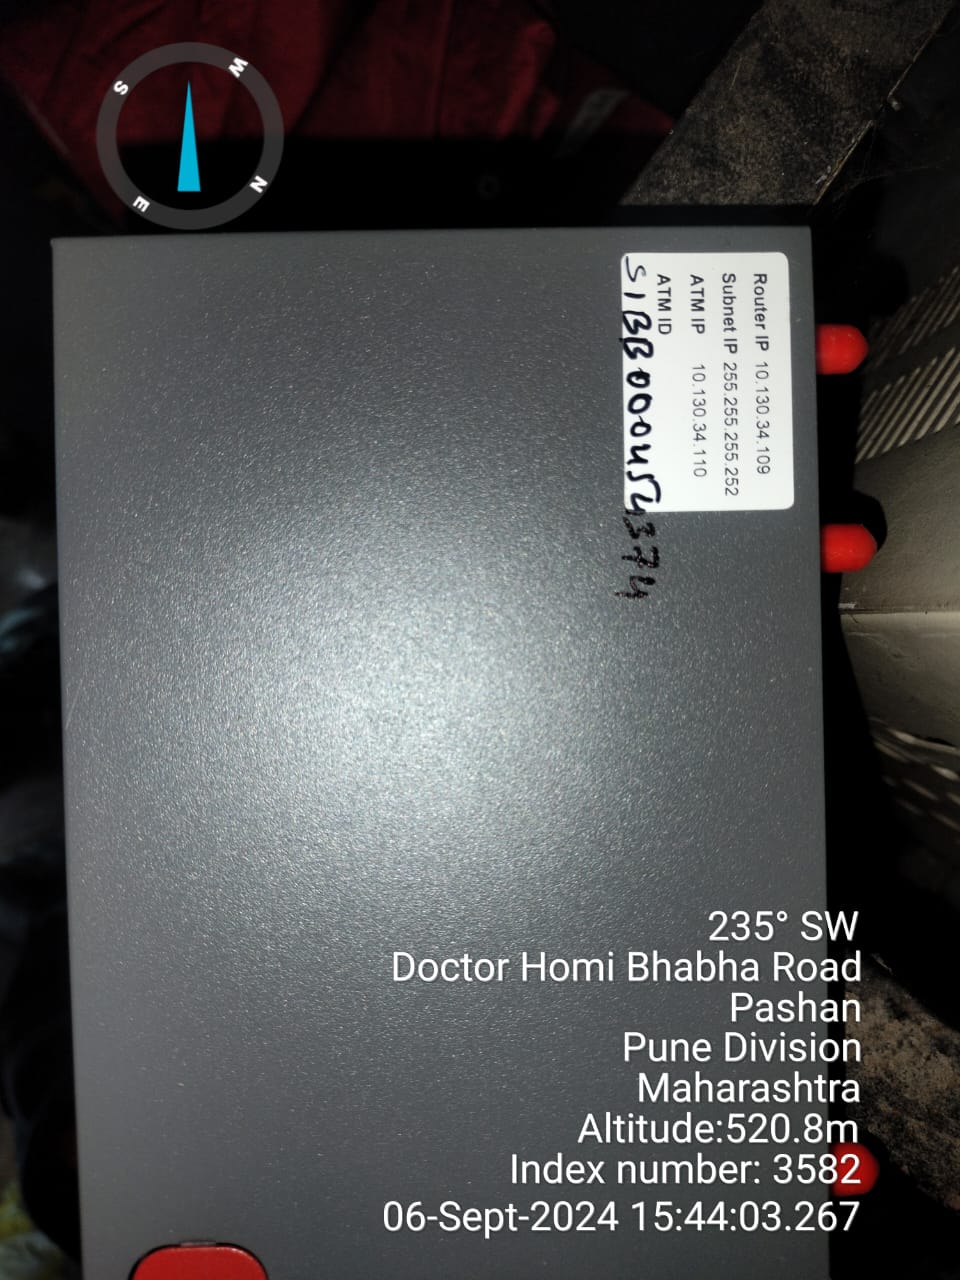 W
S
N
E
Router IP 10.130.34.109
Subnet IP 255.255.255.252
ATM IP 10.130.34.110
ATM ID
S1BB000454374
235° SW
Doctor Homi Bhabha Road
Pashan
Pune Division
Maharashtra
Altitude:520.8m
Index number: 3582
06-Sept-2024 15:44:03.267